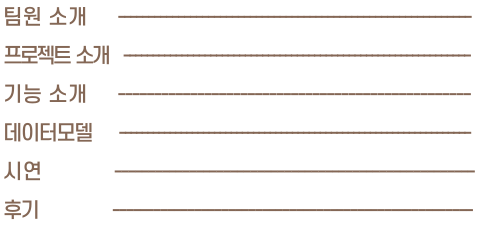 팀원 소개
프로젝트 소개
기능 소개
데이터모델
시연
후기